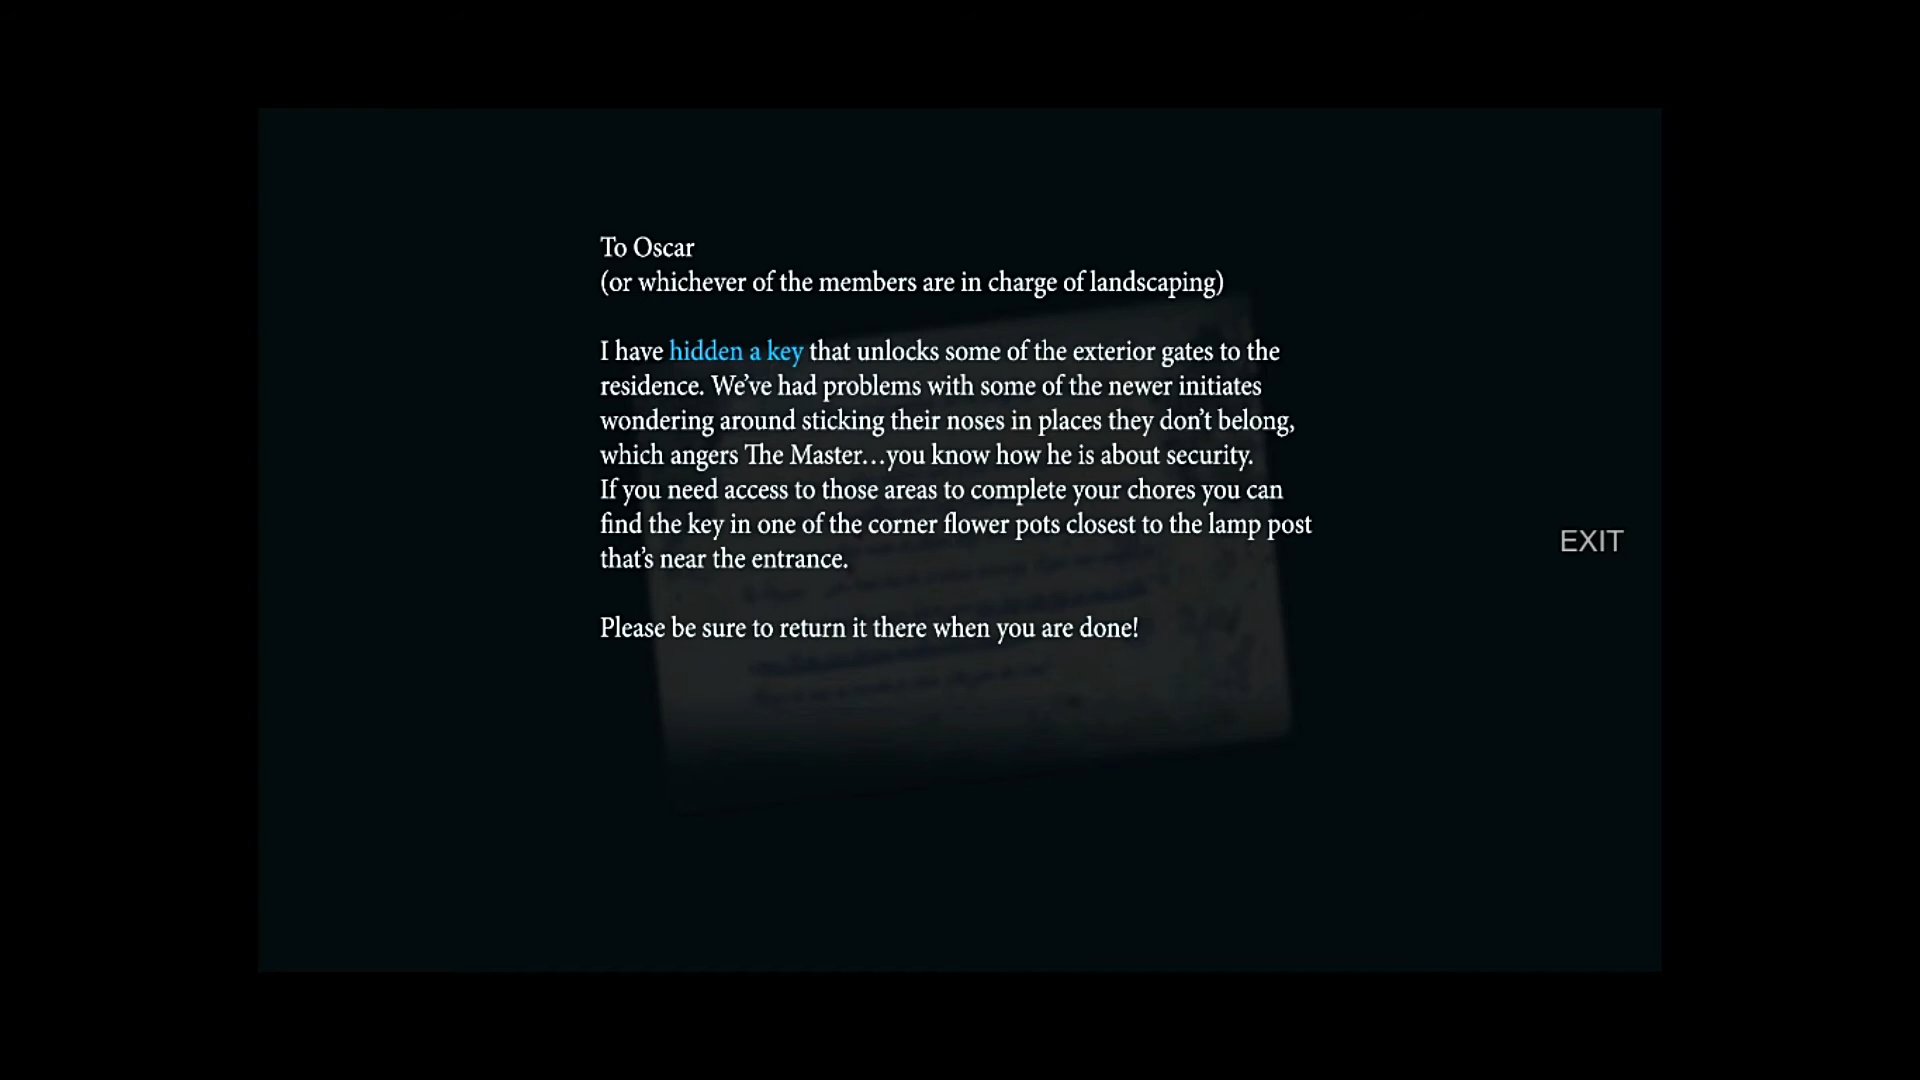 To Oscar
(or whichever of the members are in charge of landscaping)
I have hidden a key that unlocks some of the exterior gates to the
residence. We’ve had problems with some of the newer initiates
wondering around sticking their noses in places they don’t belong,
which angers The Master…you know how he is about security.
If you need access to those areas to complete your chores you can
find the key in one of the corner flower pots closest to the lamp post
that’s near the entrance.
EXIT
Please be sure to return it there when you are done!